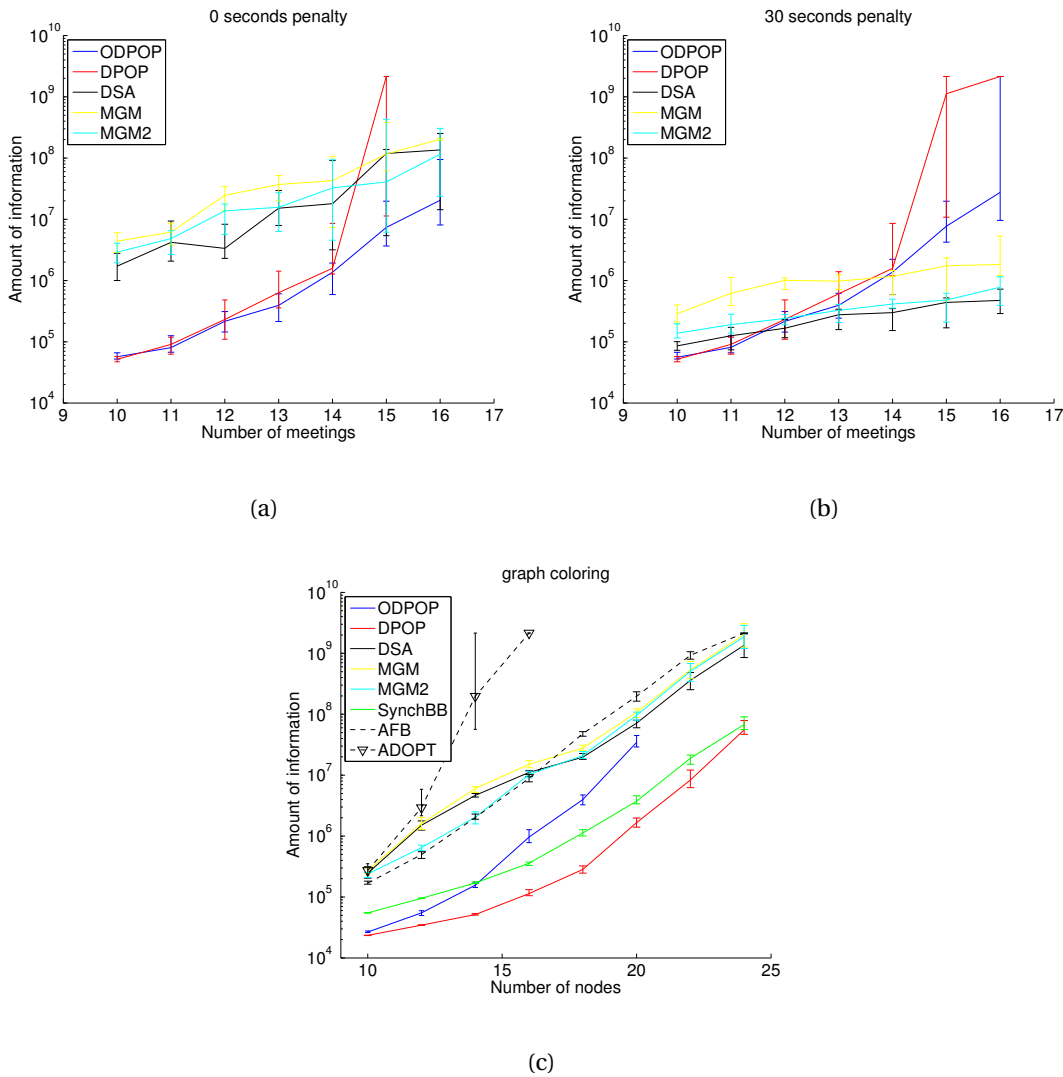 0 seconds penalty
10^10
10^9
10^8
10^7
10^6
10^5
10^4
Amount of information
ODPOP
DPOP
DSA
MGM
MGM2
9 10 11 12 13 14 15 16 17
Number of meetings
(a)
30 seconds penalty
10^10
10^9
10^8
10^7
10^6
10^5
10^4
Amount of information
ODPOP
DPOP
DSA
MGM
MGM2
9 10 11 12 13 14 15 16 17
Number of meetings
(b)
graph coloring
10^10
10^9
10^8
10^7
10^6
10^5
10^4
Amount of information
ODPOP
DPOP
DSA
MGM
MGM2
SynchBB
AFB
ADOPT
10 15 20 25
Number of nodes
(c)